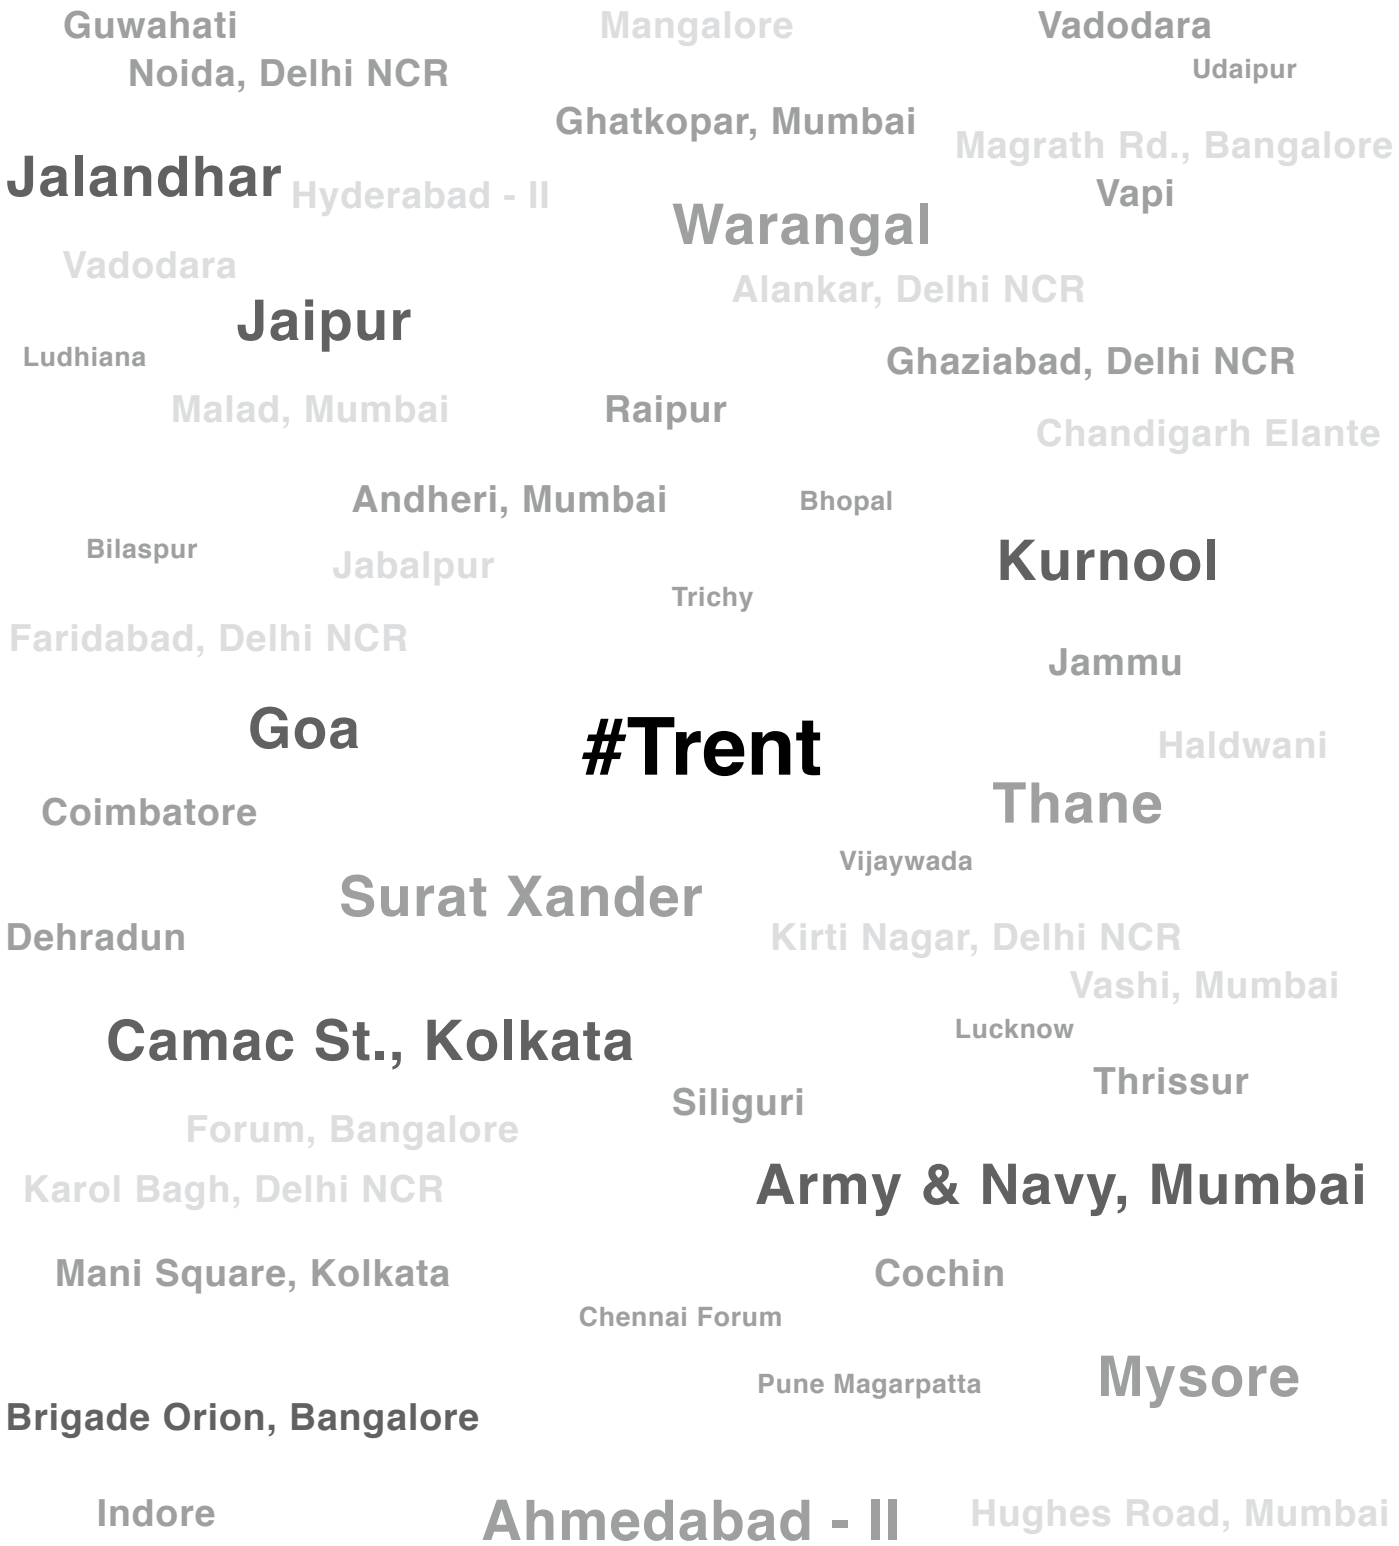 Guwahati
Mangalore
Vadodara
Noida, Delhi NCR
Udaipur
Ghatkopar, Mumbai
Magrath Rd., Bangalore
Jalandhar
Hyderabad - II
Vapi
Warangal
Vadodara
Alankar, Delhi NCR
Jaipur
Ludhiana
Ghaziabad, Delhi NCR
Malad, Mumbai
Raipur
Chandigarh Elante
Andheri, Mumbai
Bhopal
Bilaspur
Jabalpur
Kurnool
Trichy
Faridabad, Delhi NCR
Jammu
Goa
#Trent
Haldwani
Coimbatore
Thane
Vijaywada
Surat Xander
Dehradun
Kirti Nagar, Delhi NCR
Vashi, Mumbai
Camac St., Kolkata
Lucknow
Thrissur
Siliguri
Forum, Bangalore
Karol Bagh, Delhi NCR
Army & Navy, Mumbai
Mani Square, Kolkata
Cochin
Chennai Forum
Pune Magarpatta
Mysore
Brigade Orion, Bangalore
Indore
Ahmedabad - II
Hughes Road, Mumbai